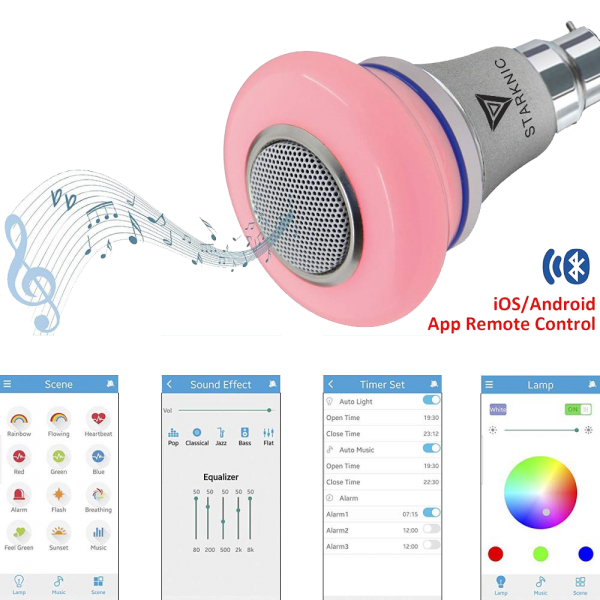 STARKNIC
iOS/Android
App Remote Control
Scene
Rainbow Flowing Heartbeat
Red Green Blue
Alarm Flash Breathing
Feel Green Sunset Music
Lamp Music Scene
Sound Effect
Vol
Pop Classical Jazz Bass Flat
Equalizer
50 50 50 50 50
80 200 500 2k 8k
Timer Set
Auto Light
Open Time 19:30
Close Time 23:12
Auto Music
Open Time 19:30
Close Time 22:30
Alarm
Alarm1 07:15
Alarm2 12:00
Alarm3 12:00
Lamp
White ON
Lamp Music Scene